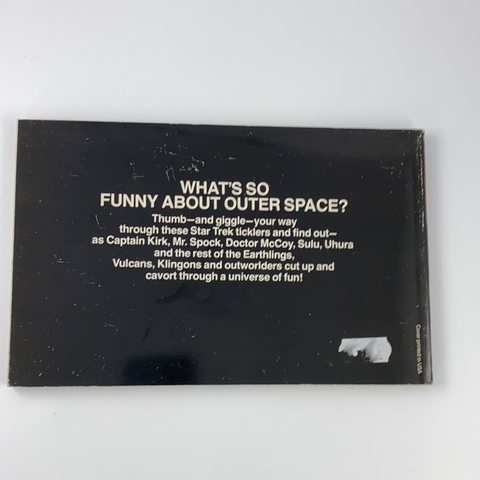 WHAT'S SO
FUNNY ABOUT OUTER SPACE?
Thumb—and giggle—your way
through these Star Trek ticklers and find out—
as Captain Kirk, Mr. Spock, Doctor McCoy, Sulu, Uhura
and the rest of the Earthlings,
Vulcans, Klingons and outworlders cut up and
cavort through a universe of fun!
Cover printed in USA